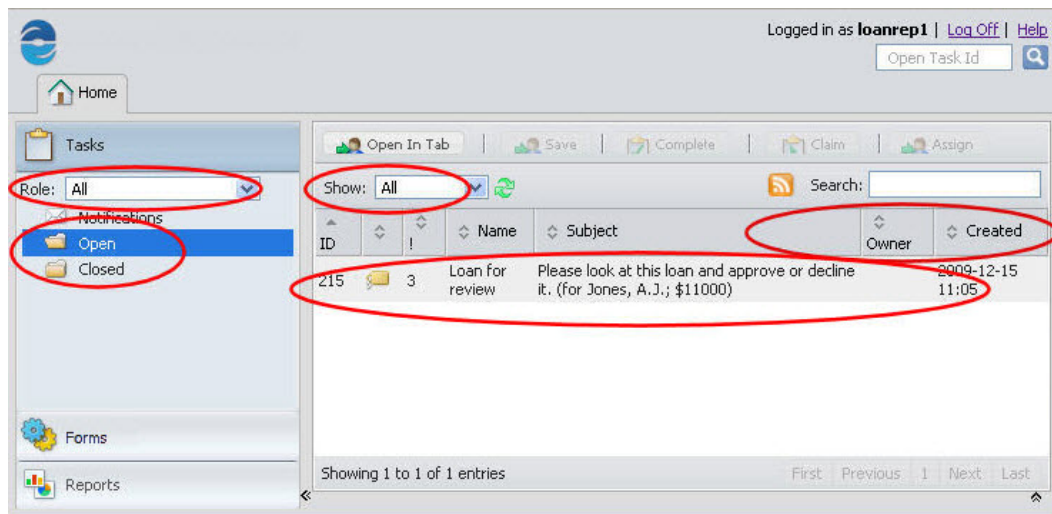 Logged in as loanrep1 | Log Off | Help
Open Task Id
Home
Tasks
Role: All
Notifications
Open
Closed
Forms
Reports
Open In Tab | Save | Complete | Claim | Assign
Show: All
Search:
ID ! Name Subject Owner Created
215 3 Loan for review Please look at this loan and approve or decline it. (for Jones, A.J.; $11000) 2009-12-15 11:05
Showing 1 to 1 of 1 entries
First Previous 1 Next Last